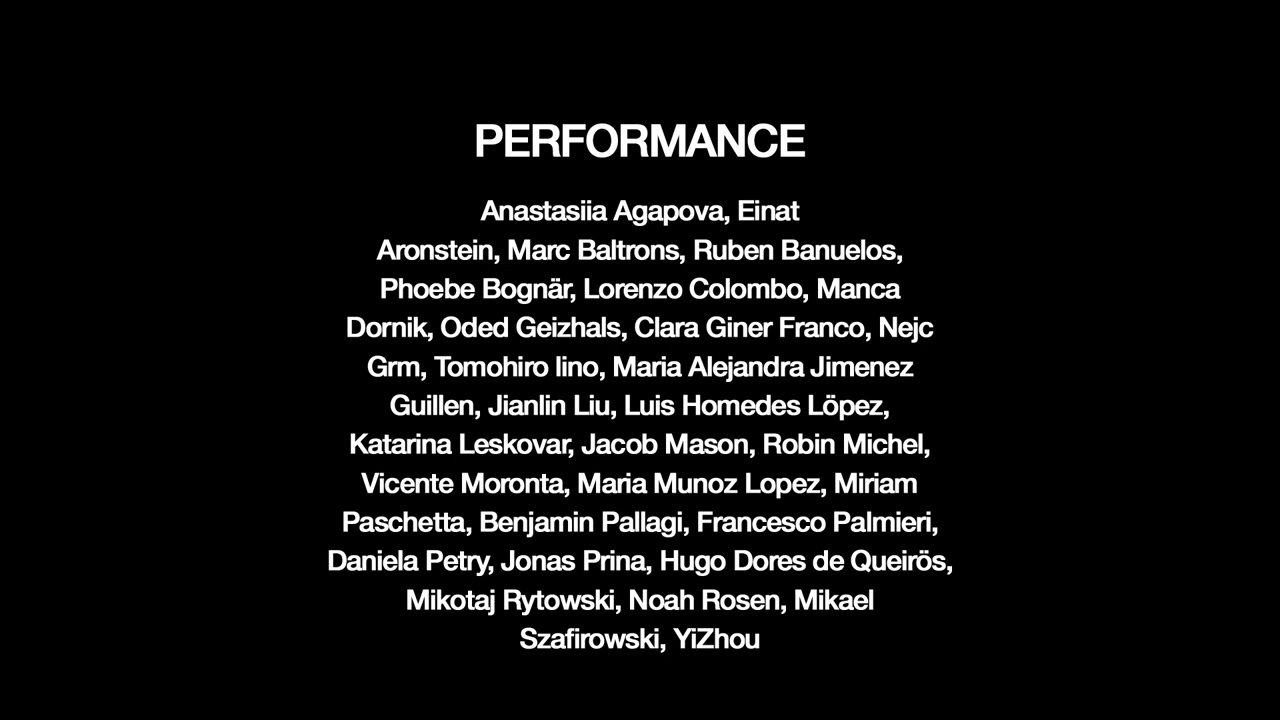 PERFORMANCE
Anastasiia Agapova, Einat
Aronstein, Marc Baltrons, Ruben Banuelos,
Phoebe Bognär, Lorenzo Colombo, Manca
Dornik, Oded Geizhals, Clara Giner Franco, Nejc
Grm, Tomohiro Iino, Maria Alejandra Jimenez
Guillen, Jianlin Liu, Luis Homedes Löpez,
Katarina Leskovar, Jacob Mason, Robin Michel,
Vicente Moronta, Maria Munoz Lopez, Miriam
Paschetta, Benjamin Pallagi, Francesco Palmieri,
Daniela Petry, Jonas Prina, Hugo Dores de Queirös,
Mikotaj Rytowski, Noah Rosen, Mikael
Szafirowski, YiZhou